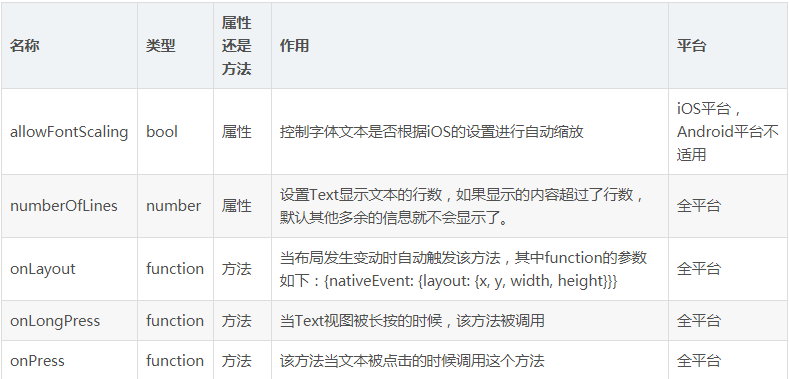 名称 类型 属性还是方法 作用 平台
allowFontScaling bool 属性 控制字体文本是否根据iOS的设置进行自动缩放 iOS平台，Android平台不适用
numberOfLines number 属性 设置Text显示文本的行数，如果显示的内容超过了行数，默认其他多余的信息就不会显示了。 全平台
onLayout function 方法 当布局发生变动时自动触发该方法，其中function的参数如下：{nativeEvent: {layout: {x, y, width, height}}} 全平台
onLongPress function 方法 当Text视图被长按的时候，该方法被调用 全平台
onPress function 方法 该方法当文本被点击的时候调用这个方法 全平台